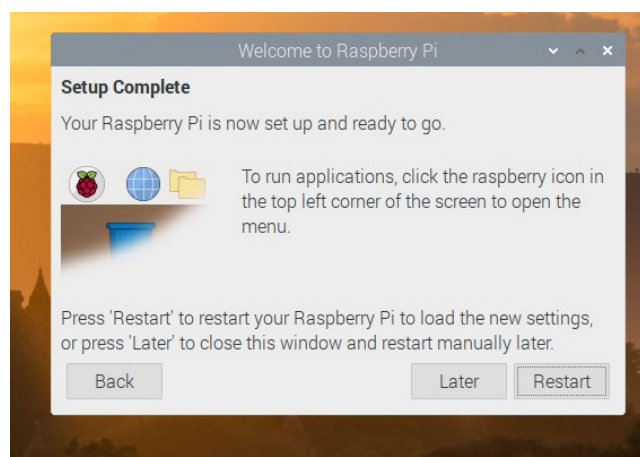 Welcome to Raspberry Pi
Setup Complete
Your Raspberry Pi is now set up and ready to go.
To run applications, click the raspberry icon in
the top left corner of the screen to open the
menu.
Press 'Restart' to restart your Raspberry Pi to load the new settings,
or press 'Later' to close this window and restart manually later.
Back
Later
Restart